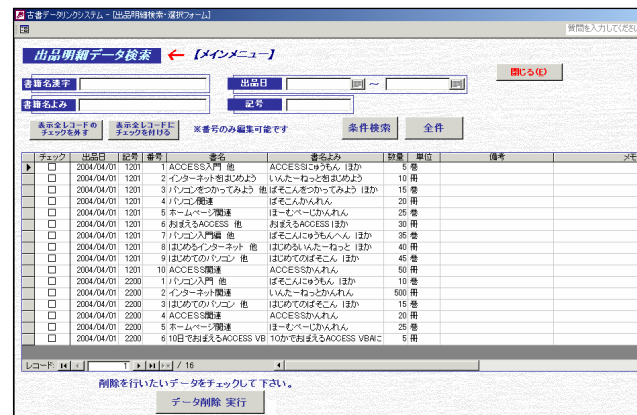 古書データリンクシステム - [出品明細検索・選択フォーム]
質問を入力してくださ
出品明細データ検索 ← 【メインメニュー】
閉じる(E)
書籍名漢字 出品日 ～
書籍名よみ 記号
表示全レコードの チェックを外す 表示全レコードに チェックを付ける ※番号のみ編集可能です 条件検索 全件
チェック 出品日 記号 番号 書名 書名よみ 数量 単位 備考 メモ
2004/04/01 1201 1 ACCESS入門 他 ACCESSにゅうもん ほか 5 巻
2004/04/01 1201 2 インターネットをはじめよう いんたーねっとをはじめよう 10 冊
2004/04/01 1201 3 パソコンをつかってみよう 他 ぱそこんをつかってみよう ほか 15 巻
2004/04/01 1201 4 パソコン関連 ぱそこんかんれん 20 冊
2004/04/01 1201 5 ホームページ関連 ほーむぺーじかんれん 25 巻
2004/04/01 1201 6 おぼえるACCESS 他 おぼえるACCESS ほか 30 冊
2004/04/01 1201 7 パソコン入門編 他 ぱそこんにゅうもんへん ほか 35 巻
2004/04/01 1201 8 はじめるインターネット 他 はじめるいんたーねっと ほか 40 冊
2004/04/01 1201 9 はじめてのパソコン 他 はじめてのぱそこん ほか 45 巻
2004/04/01 1201 10 ACCESS関連 ACCESSかんれん 50 冊
2004/04/01 2200 1 パソコン入門 他 ぱそこんにゅうもん ほか 10 巻
2004/04/01 2200 2 インターネット関連 いんたーねっとかんれん 500 冊
2004/04/01 2200 3 はじめてのパソコン 他 はじめてのぱそこん ほか 15 巻
2004/04/01 2200 4 ACCESS関連 ACCESSかんれん 20 冊
2004/04/01 2200 5 ホームページ関連 ほーむぺーじかんれん 25 巻
2004/04/01 2200 6 10日でおぼえるACCESS VB 10かでおぼえるACCESS VBAに 5 冊
レコード: 1 / 16
削除を行いたいデータをチェックして下さい。
データ削除 実行